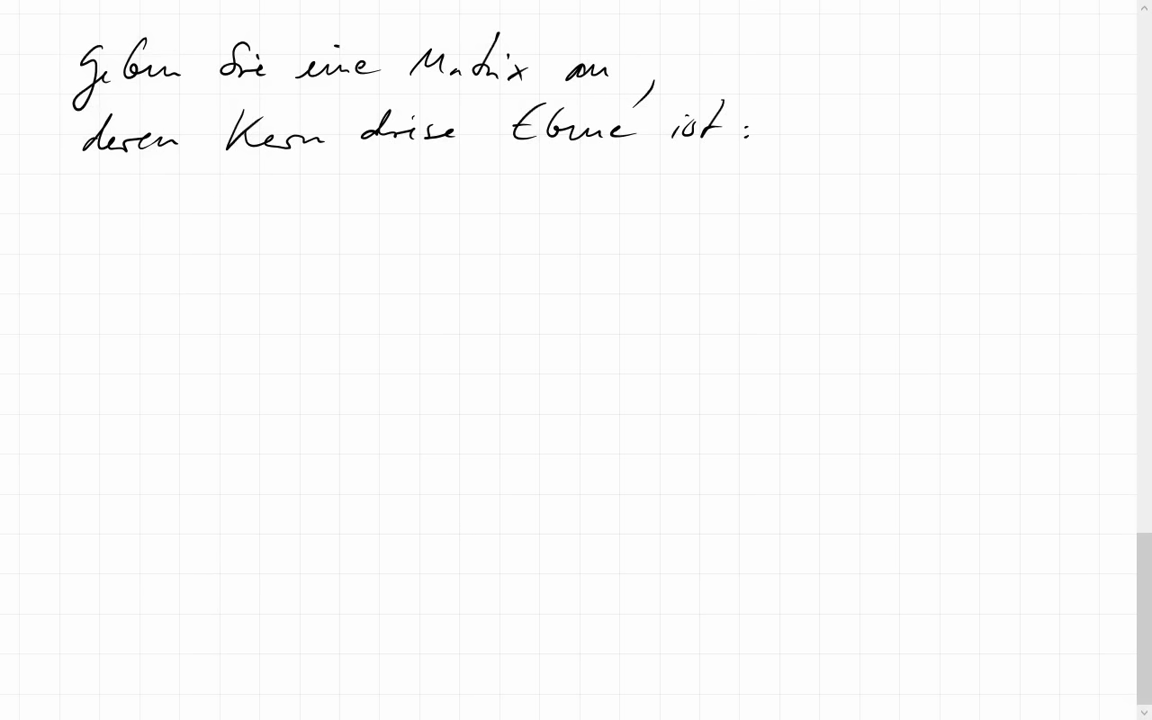 Geben Sie eine Matrix an,
deren Kern diese Ebene ist: